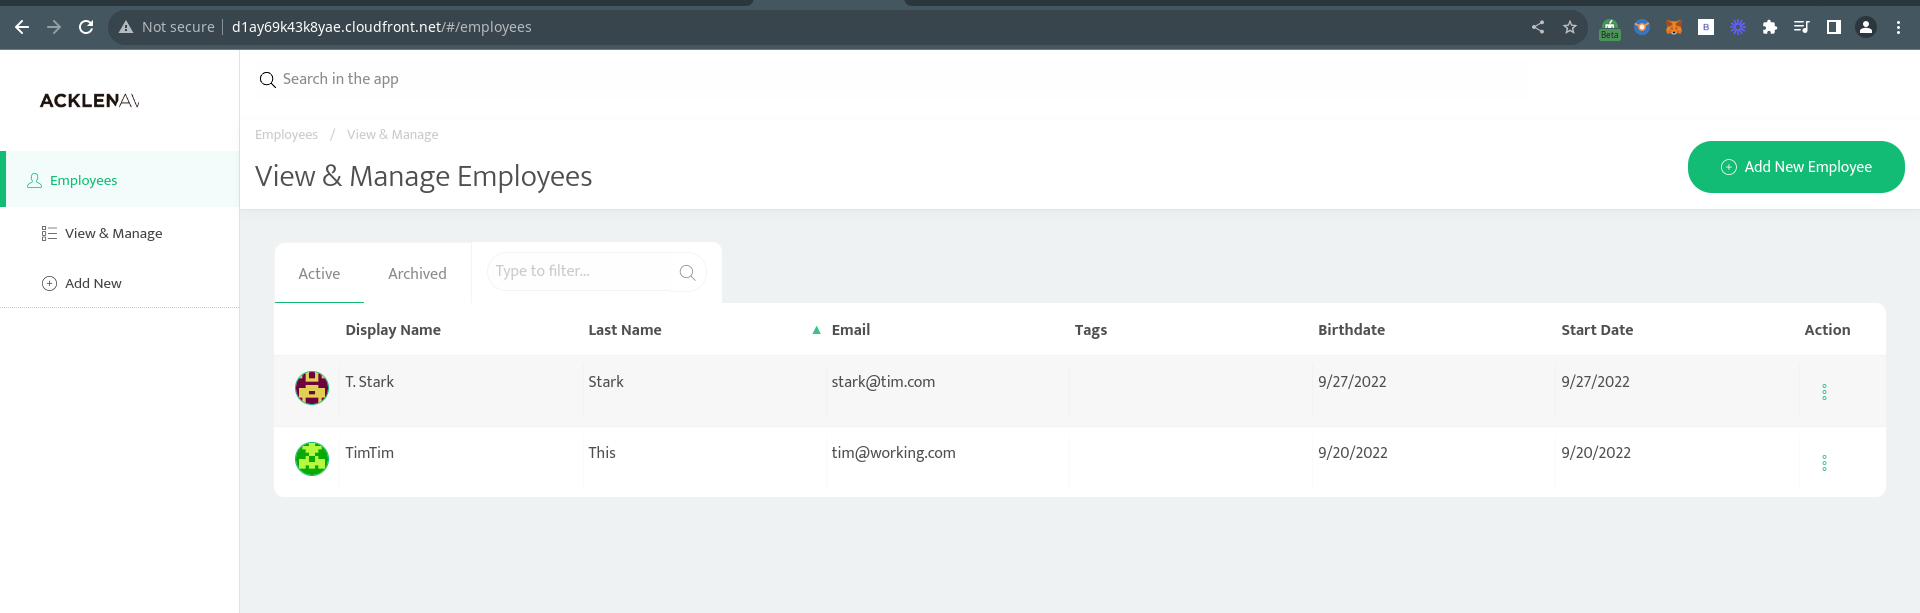 Not secure | d1ay69k43k8yae.cloudfront.net/#/employees
Beta
B
Search in the app
ACKLENAV
Employees / View & Manage
View & Manage Employees
Add New Employee
Employees
View & Manage
Add New
Active Archived Type to filter...
Display Name Last Name ▲ Email Tags Birthdate Start Date Action
T. Stark Stark stark@tim.com 9/27/2022 9/27/2022
TimTim This tim@working.com 9/20/2022 9/20/2022